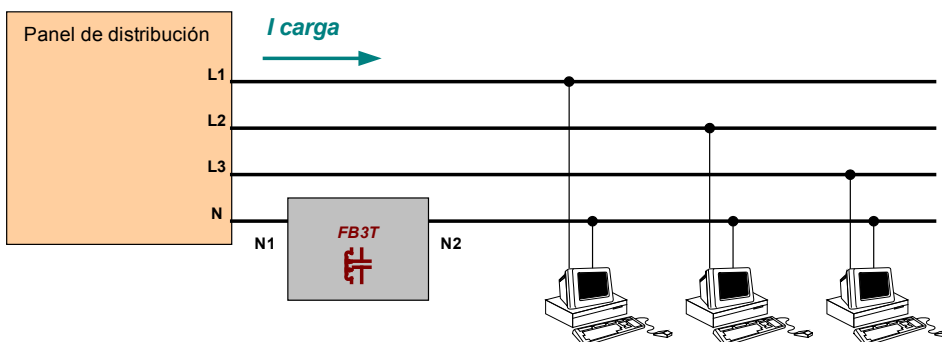 Panel de distribución
I carga
L1
L2
L3
N
N1
FB3T
N2